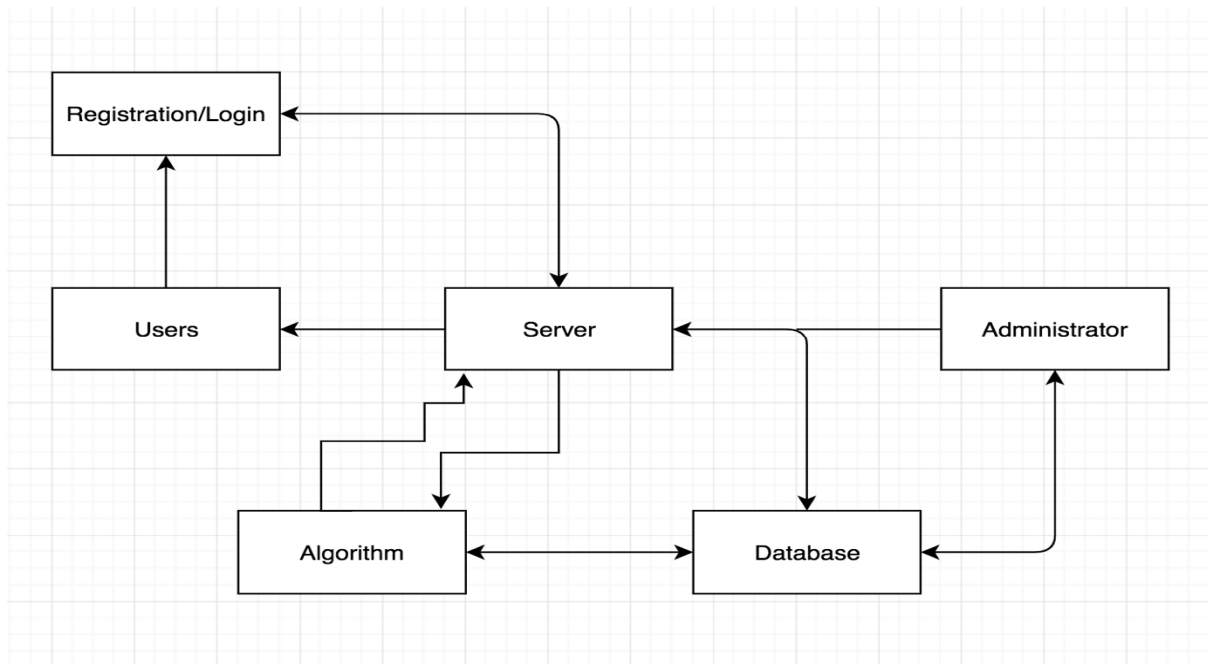 Registration/Login
Users
Server
Administrator
Algorithm
Database